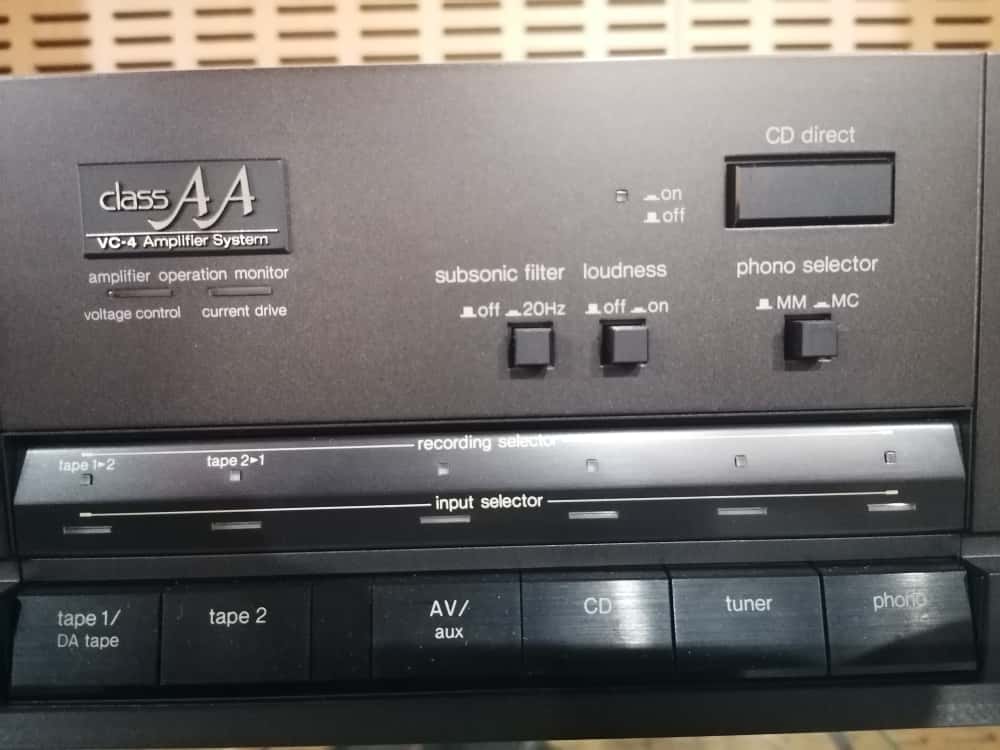 CD direct
class AA
VC-4 Amplifier System
on
off
amplifier operation monitor
voltage control current drive
subsonic filter loudness
off 20Hz off on
phono selector
MM MC
recording selector
tape 1►2 tape 2►1
input selector
tape 1/
DA tape
tape 2
AV/
aux
CD
tuner
phono